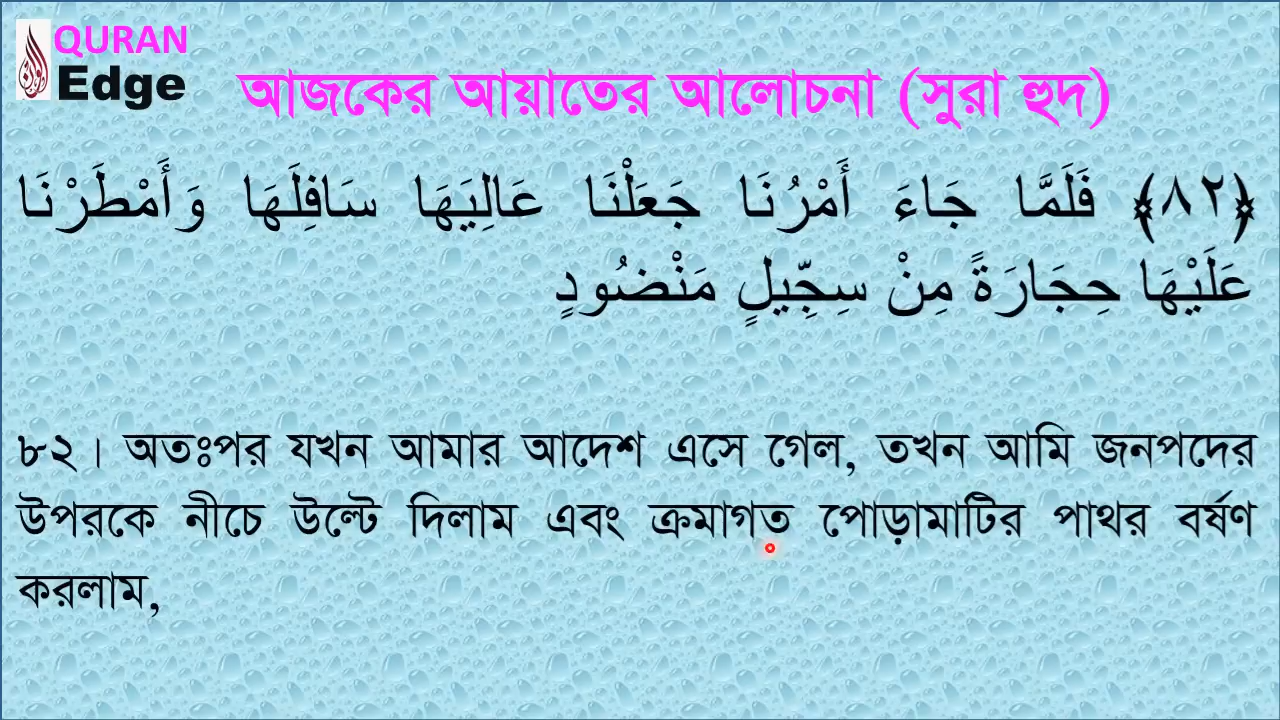 QURAN
Edge
আজকের আয়াতের আলোচনা (সুরা হুদ)
﴿٨٢﴾ فَلَمَّا جَاءَ أَمْرُنَا جَعَلْنَا عَالِيَهَا سَافِلَهَا وَأَمْطَرْنَا
عَلَيْهَا حِجَارَةً مِنْ سِجِّيلٍ مَنْضُودٍ
৮২। অতঃপর যখন আমার আদেশ এসে গেল, তখন আমি জনপদের
উপরকে নীচে উল্টে দিলাম এবং ক্রমাগত পোড়ামাটির পাথর বর্ষণ
করলাম,